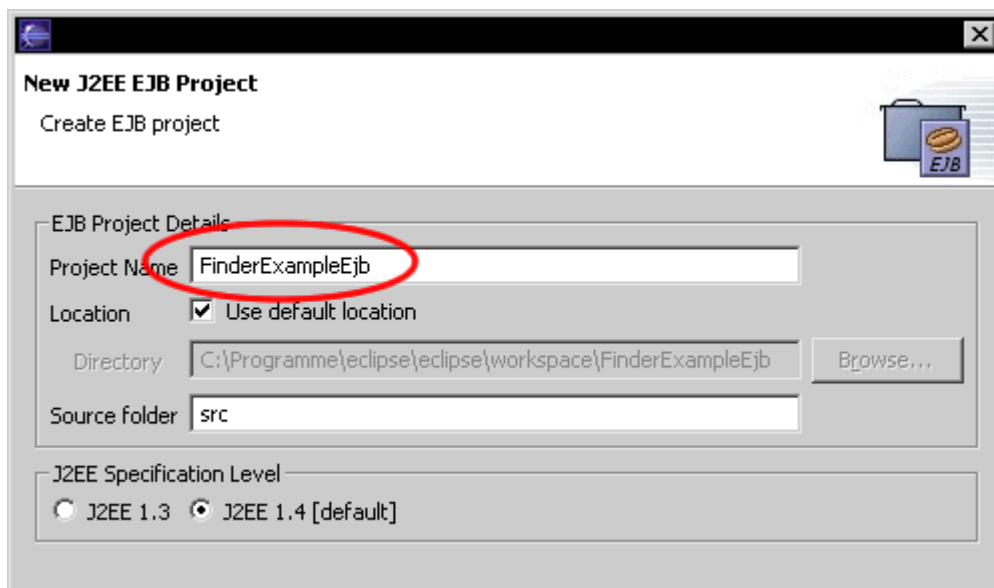 New J2EE EJB Project
Create EJB project
EJB
EJB Project Details
Project Name FinderExampleEjb
Location Use default location
Directory C:\Programme\eclipse\eclipse\workspace\FinderExampleEjb Browse...
Source folder src
J2EE Specification Level
J2EE 1.3 J2EE 1.4 [default]